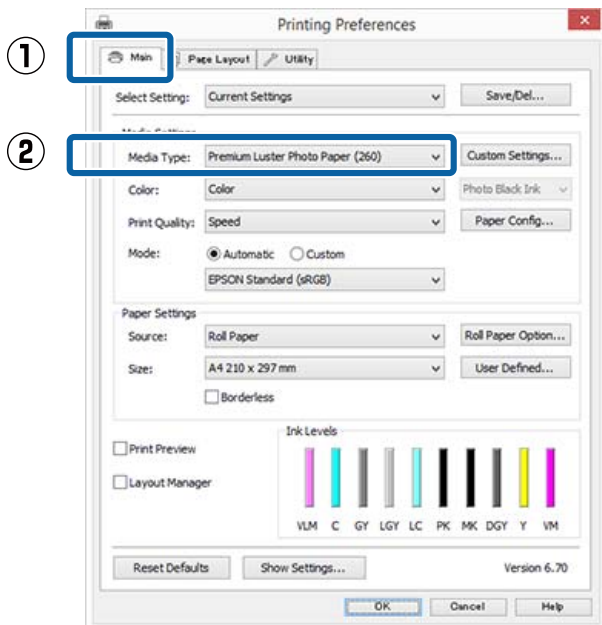 Printing Preferences
①
Main Page Layout Utility
Select Setting: Current Settings Save/Del...
Media Settings
②
Media Type: Premium Luster Photo Paper (260) Custom Settings...
Color: Color Photo Black Ink
Print Quality: Speed Paper Config...
Mode: Automatic Custom
EPSON Standard (sRGB)
Paper Settings
Source: Roll Paper Roll Paper Option...
Size: A4 210 x 297 mm User Defined...
Borderless
Ink Levels
Print Preview
Layout Manager
VLM C GY LGY LC PK MK DGY Y VM
Reset Defaults Show Settings... Version 6.70
OK Cancel Help